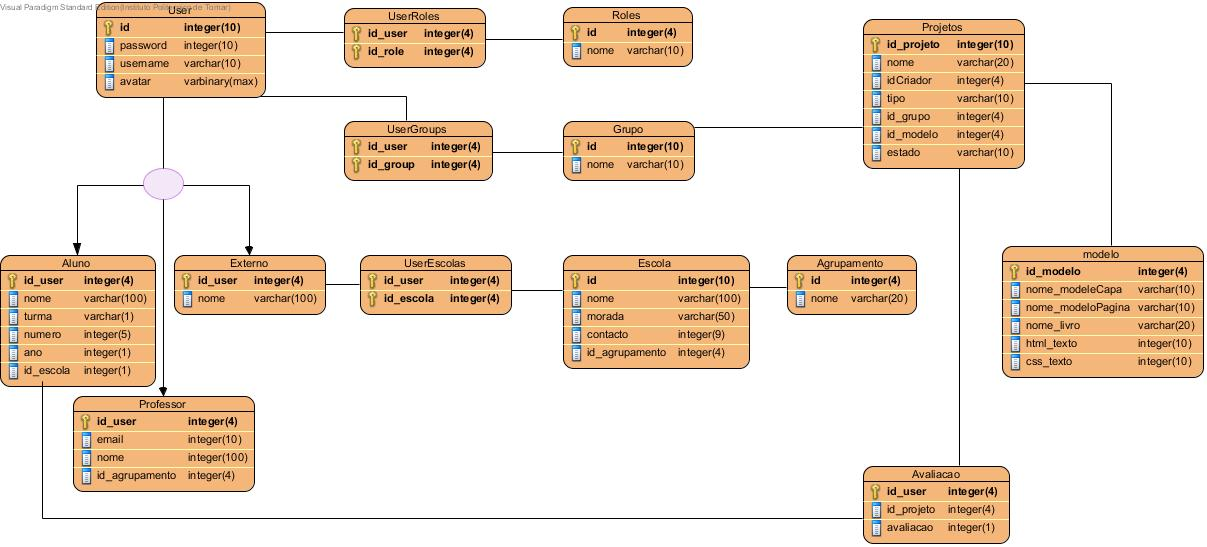 Visual Paradigm Standard Edition(Instituto Politecnico de Tomar)
User
id integer(10)
password integer(10)
username varchar(10)
avatar varbinary(max)
UserRoles
id_user integer(4)
id_role integer(4)
Roles
id integer(4)
nome varchar(10)
Projetos
id_projeto integer(10)
nome varchar(20)
idCriador integer(4)
tipo varchar(10)
id_grupo integer(4)
id_modelo integer(4)
estado varchar(10)
UserGroups
id_user integer(4)
id_group integer(4)
Grupo
id integer(10)
nome varchar(10)
Aluno
id_user integer(4)
nome varchar(100)
turma varchar(1)
numero integer(5)
ano integer(1)
id_escola integer(1)
Externo
id_user integer(4)
nome varchar(100)
UserEscolas
id_user integer(4)
id_escola integer(4)
Escola
id integer(10)
nome varchar(100)
morada varchar(50)
contacto integer(9)
id_agrupamento integer(4)
Agrupamento
id integer(4)
nome varchar(20)
modelo
id_modelo integer(4)
nome_modeleCapa varchar(10)
nome_modeloPagina varchar(10)
nome_livro varchar(20)
html_texto integer(10)
css_texto integer(10)
Professor
id_user integer(4)
email integer(10)
nome integer(100)
id_agrupamento integer(4)
Avaliacao
id_user integer(4)
id_projeto integer(4)
avaliacao integer(1)